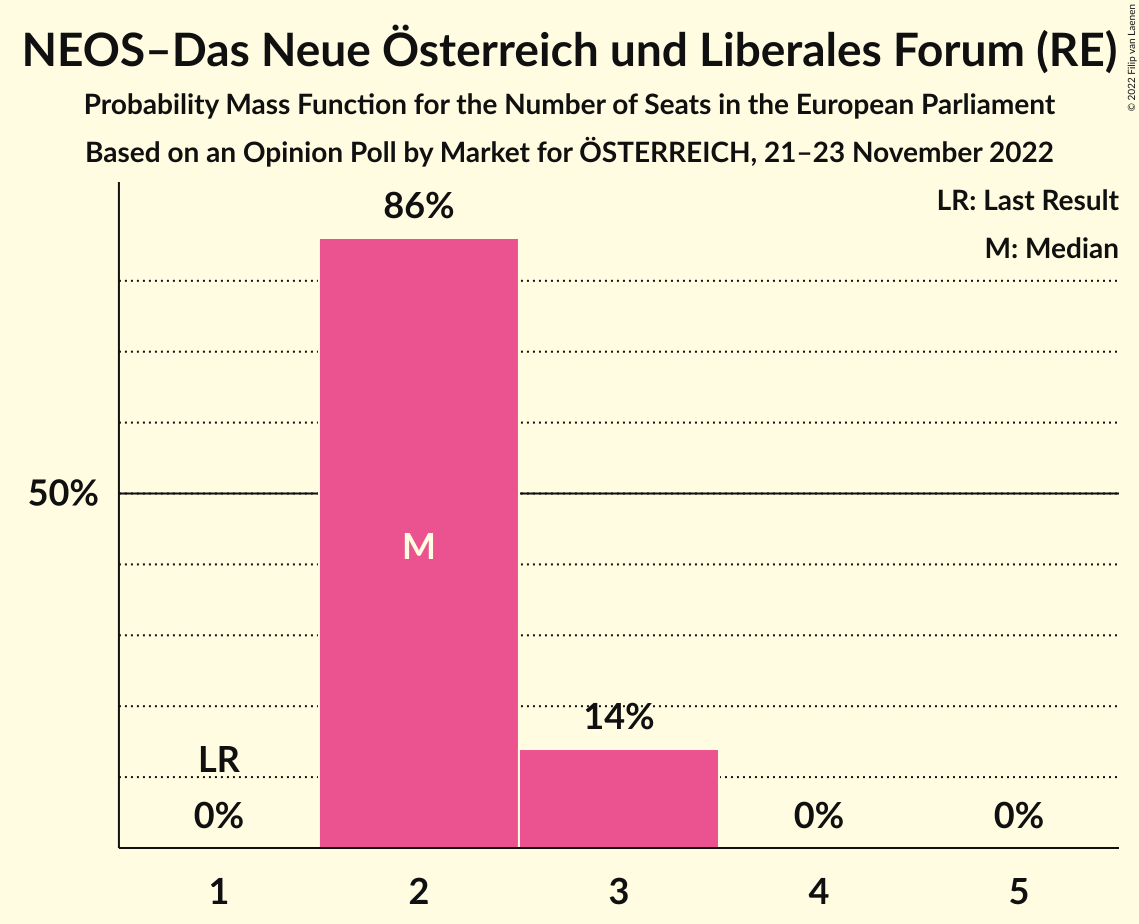 NEOS–Das Neue Österreich und Liberales Forum (RE)
Probability Mass Function for the Number of Seats in the European Parliament
Based on an Opinion Poll by Market for ÖSTERREICH, 21–23 November 2022
© 2022 Filip van Laenen
LR: Last Result
M: Median
86%
50%
M
14%
LR
0%
0%
0%
1
2
3
4
5